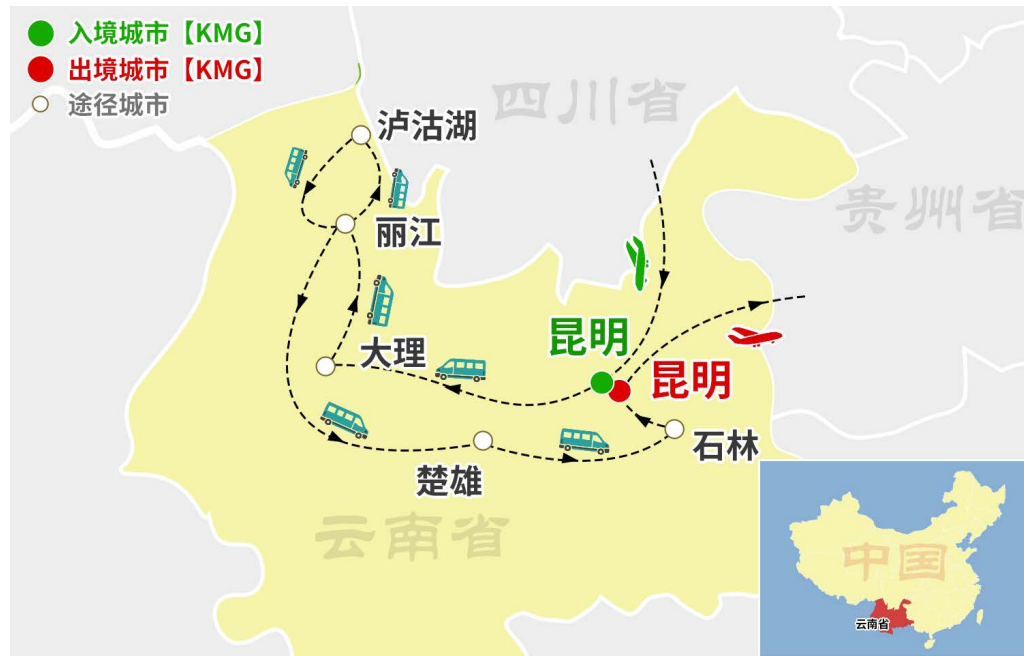 入境城市【KMG】
出境城市【KMG】
途径城市
四川省
泸沽湖
贵州省
丽江
昆明
大理
昆明
石林
楚雄
云南省
中国
云南省